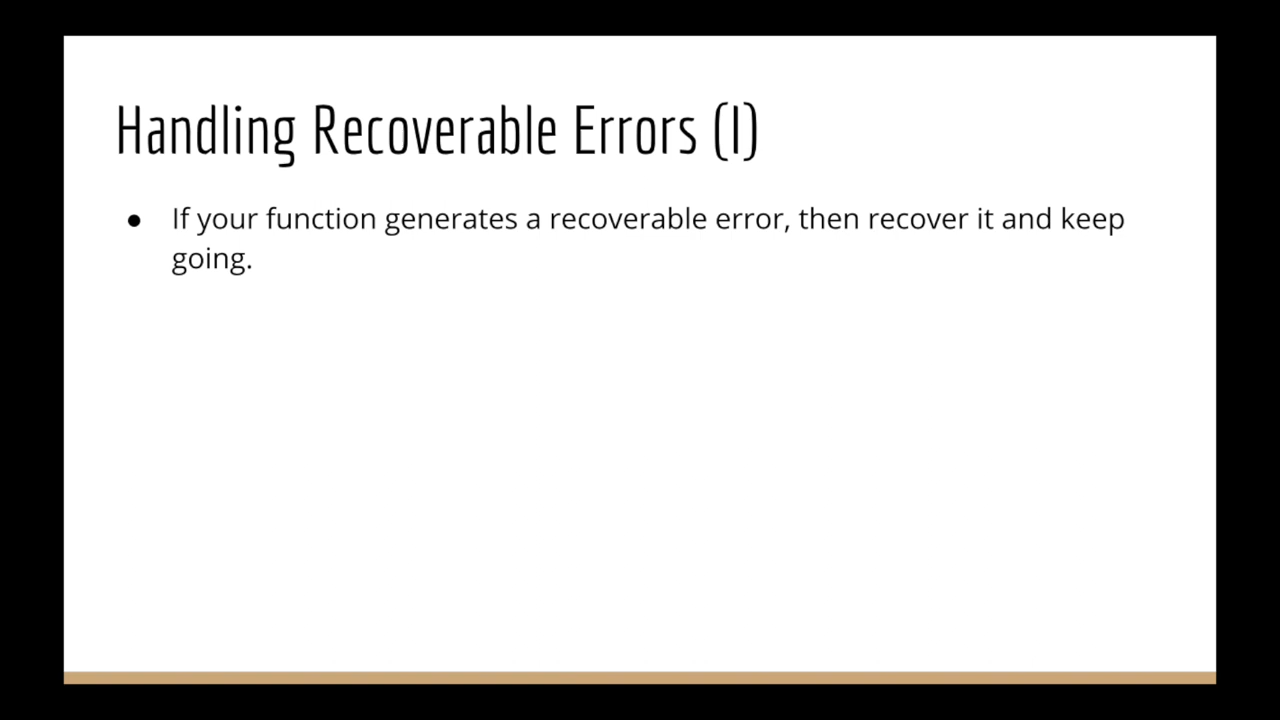 Handling Recoverable Errors (I)
● If your function generates a recoverable error, then recover it and keep
going.